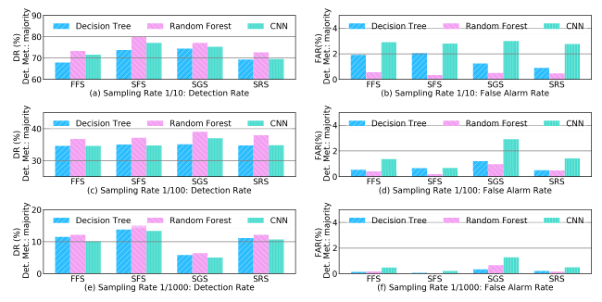 DR (%)
Det. Met.: majority
90
80
70
60
Decision Tree Random Forest CNN
FFS SFS SGS SRS
(a) Sampling Rate 1/10: Detection Rate
FAR(%)
Det. Met.: majority
4
2
0
Decision Tree Random Forest CNN
FFS SFS SGS SRS
(b) Sampling Rate 1/10: False Alarm Rate
DR (%)
Det. Met.: majority
40
30
Decision Tree Random Forest CNN
FFS SFS SGS SRS
(c) Sampling Rate 1/100: Detection Rate
FAR(%)
Det. Met.: majority
4
2
0
Decision Tree Random Forest CNN
FFS SFS SGS SRS
(d) Sampling Rate 1/100: False Alarm Rate
DR (%)
Det. Met.: majority
20
10
0
Decision Tree Random Forest CNN
FFS SFS SGS SRS
(e) Sampling Rate 1/1000: Detection Rate
FAR(%)
Det. Met.: majority
4
2
0
Decision Tree Random Forest CNN
FFS SFS SGS SRS
(f) Sampling Rate 1/1000: False Alarm Rate